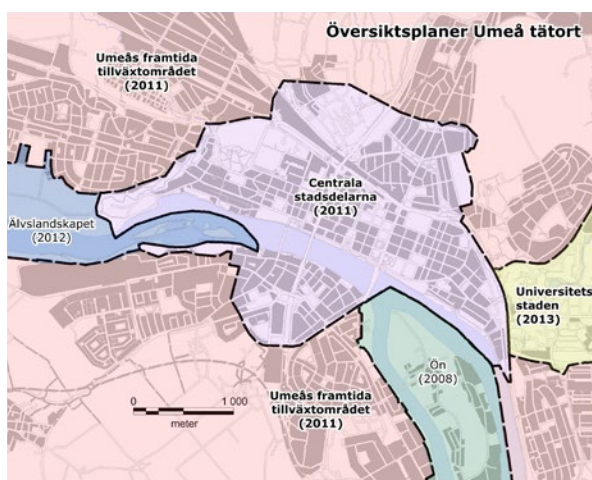 Översiktsplaner Umeå tätort
Umeås framtida
tillväxtområdet
(2011)
Centrala
stadsdelarna
(2011)
Älvslandskapet
(2012)
Universitets
staden
(2013)
Ön
(2008)
Umeås framtida
tillväxtområdet
(2011)
0 1 000
meter